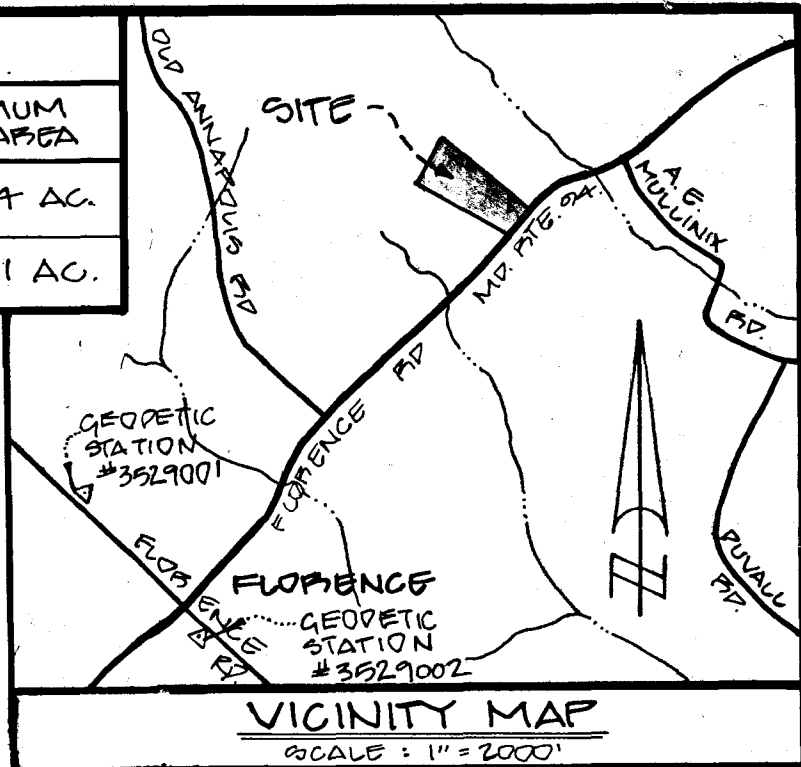 MUM
AREA
4 AC.
1 AC.
OLD ANNAPOLIS RD
SITE
MD. RTE. 94
A. E.
MULLINIX
RD.
FLORENCE RD
GEODETIC
STATION
#3529001
FLORENCE
RD.
FLORENCE
GEODETIC
STATION
#3529002
DUVALL
RD.
N
VICINITY MAP
SCALE : 1" = 2000'